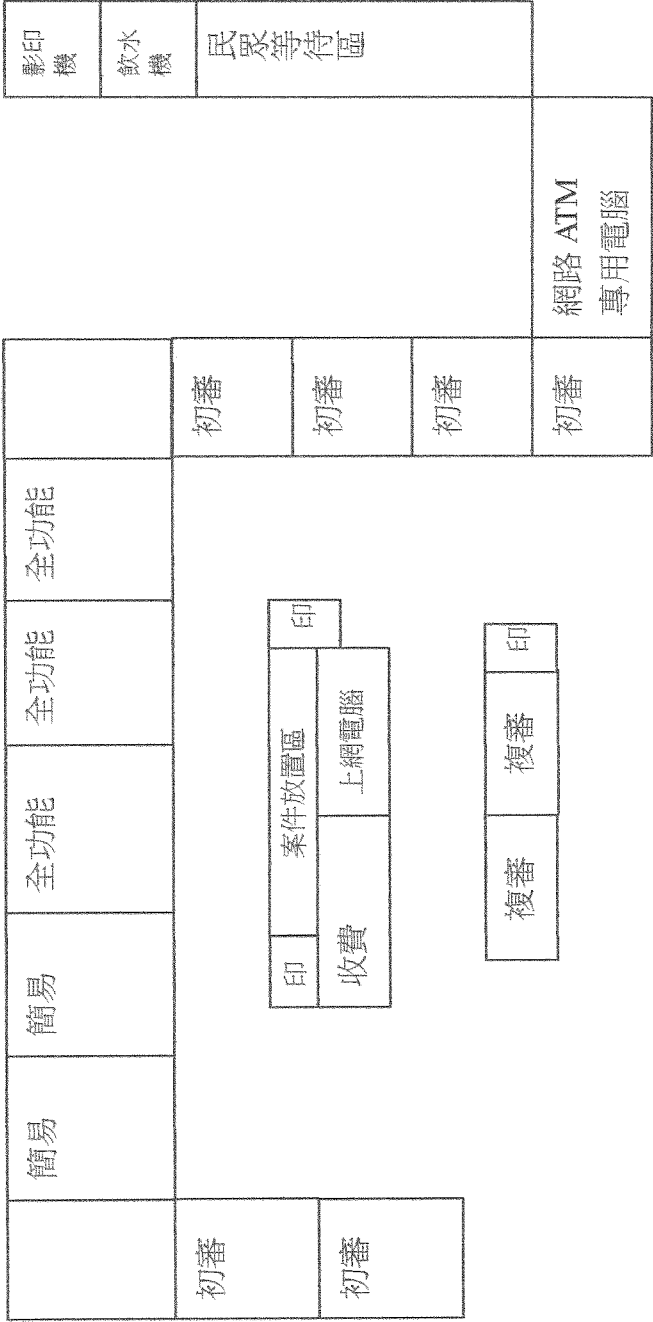 簡易
簡易
全功能
全功能
全功能
影印
機
飲水
機
民眾等待區
初審
初審
印
案件放置區
印
初審
初審
收費
上網電腦
初審
複審
複審
印
初審
網路 ATM
專用電腦